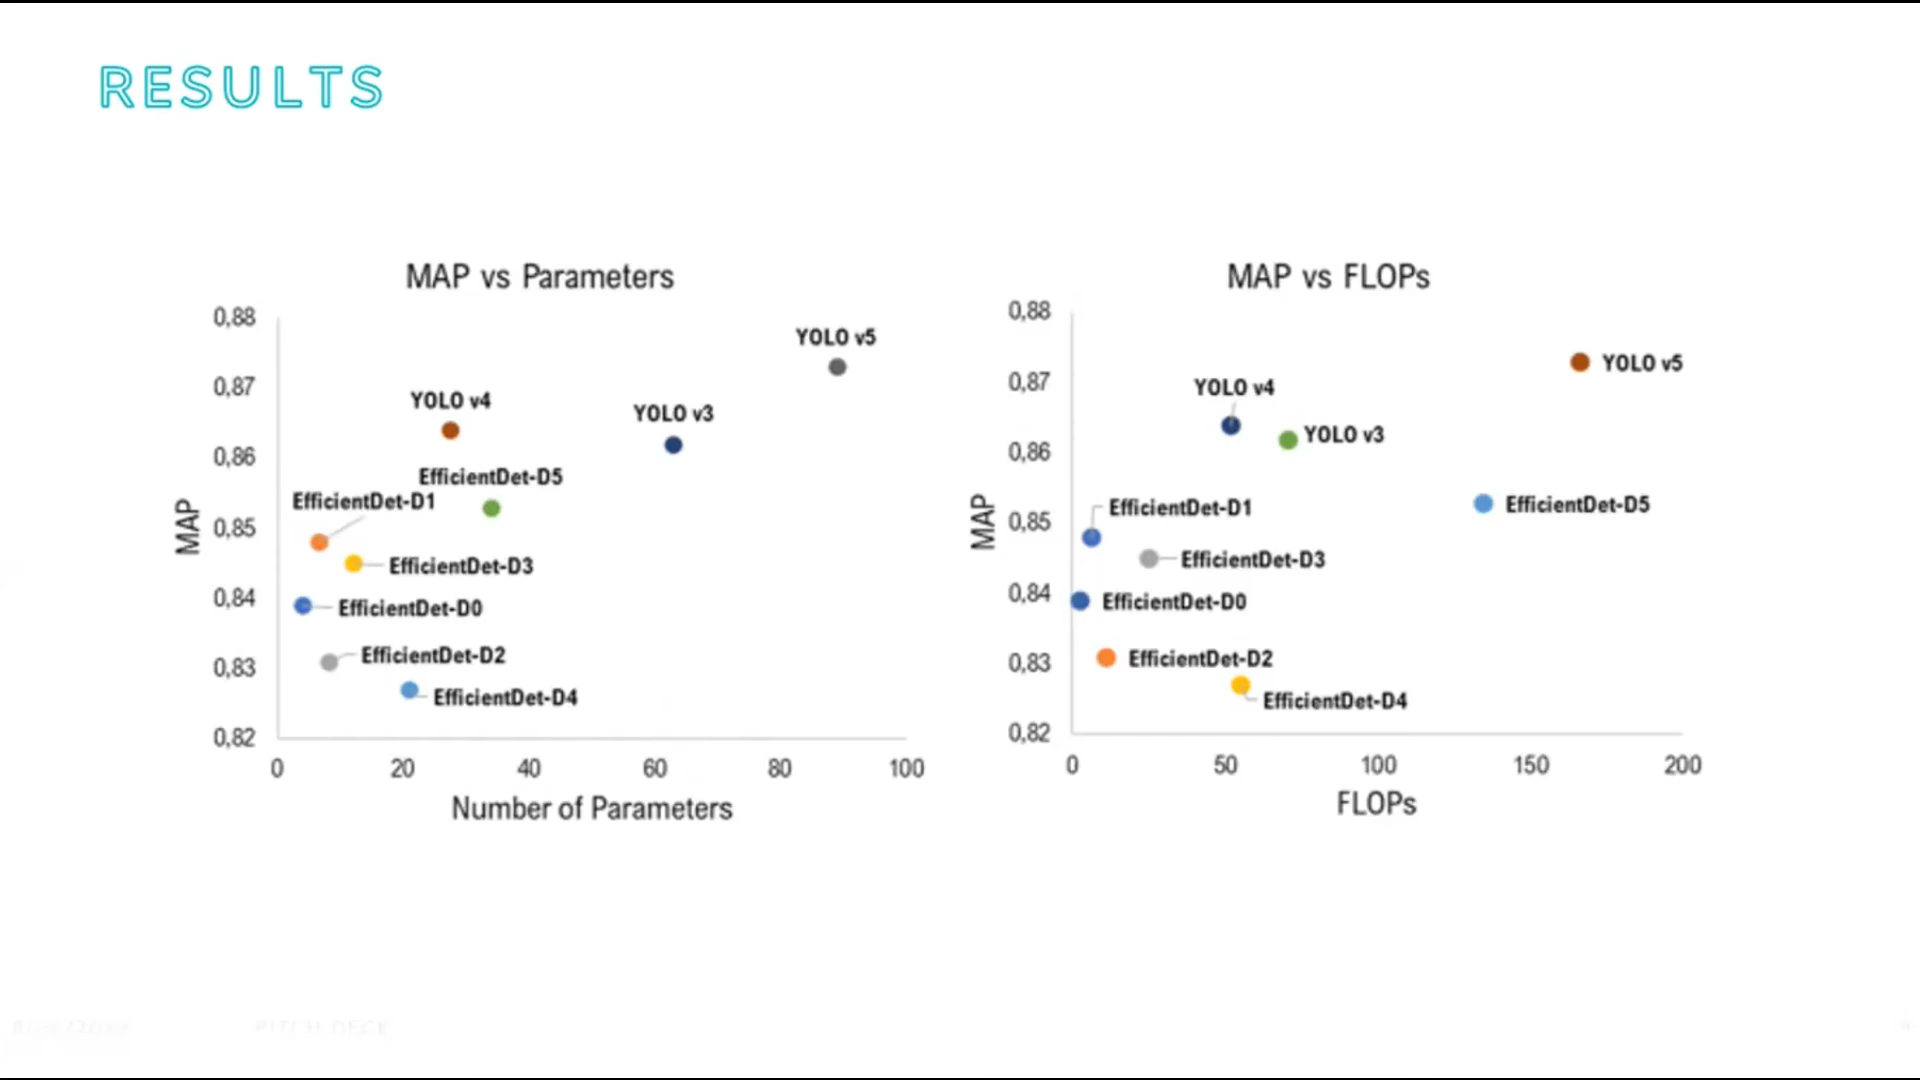 RESULTS
MAP vs Parameters
0,88
0,87
0,86
0,85
0,84
0,83
0,82
MAP
YOLO v5
YOLO v4
YOLO v3
EfficientDet-D5
EfficientDet-D1
EfficientDet-D3
EfficientDet-D0
EfficientDet-D2
EfficientDet-D4
0 20 40 60 80 100
Number of Parameters
MAP vs FLOPs
0,88
0,87
0,86
0,85
0,84
0,83
0,82
MAP
YOLO v5
YOLO v4
YOLO v3
EfficientDet-D5
EfficientDet-D1
EfficientDet-D3
EfficientDet-D0
EfficientDet-D2
EfficientDet-D4
0 50 100 150 200
FLOPs
PITCH DECK